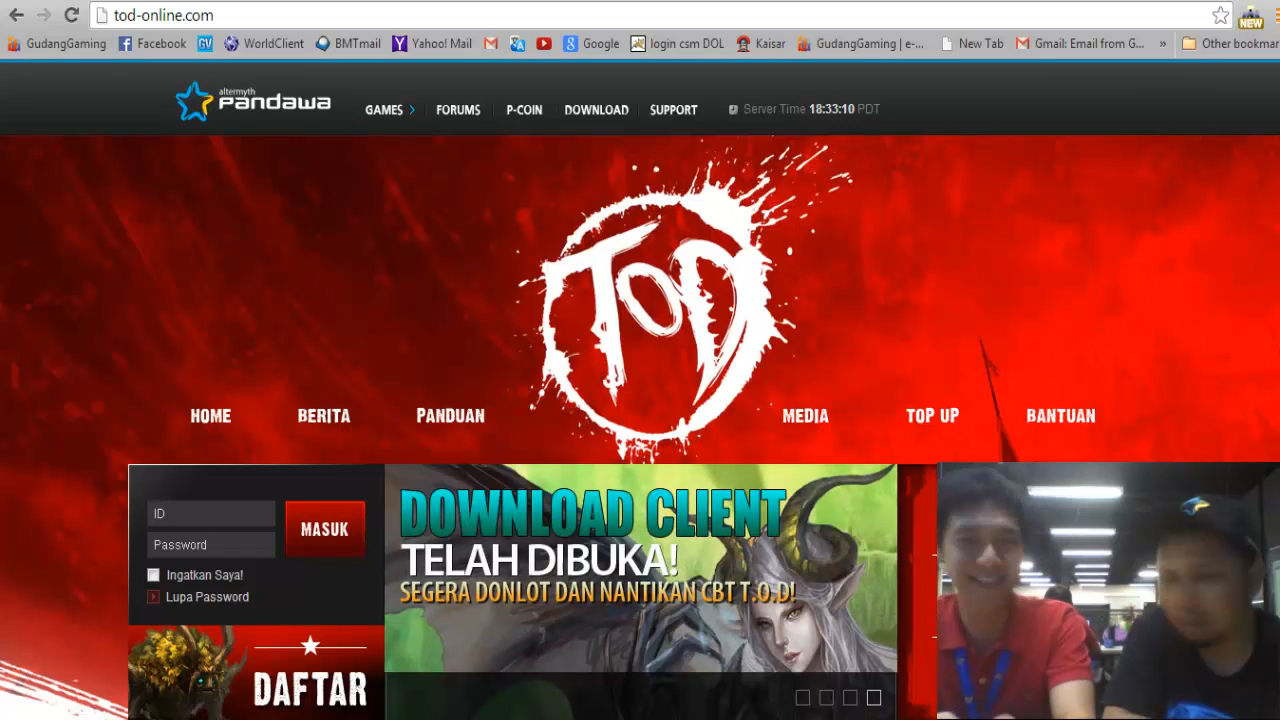 tod-online.com
NEW
GudangGaming Facebook GV WorldClient BMTmail Yahoo! Mail Google login csm DOL Kaisar GudangGaming | e-... New Tab Gmail: Email from G... » Other bookmar
altermyth
Pandawa
GAMES FORUMS P-COIN DOWNLOAD SUPPORT Server Time 18:33:10 PDT
TOD
HOME BERITA PANDUAN MEDIA TOP UP BANTUAN
ID
Password
MASUK
Ingatkan Saya!
Lupa Password
DAFTAR
DOWNLOAD CLIENT
TELAH DIBUKA!
SEGERA DONLOT DAN NANTIKAN CBT T.O.D!